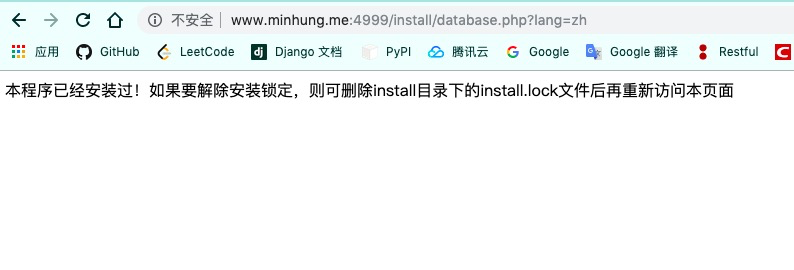 不安全 www.minhung.me:4999/install/database.php?lang=zh
应用 GitHub LeetCode dj Django 文档 PyPI 腾讯云 Google Google 翻译 Restful
本程序已经安装过！如果要解除安装锁定，则可删除install目录下的install.lock文件后再重新访问本页面